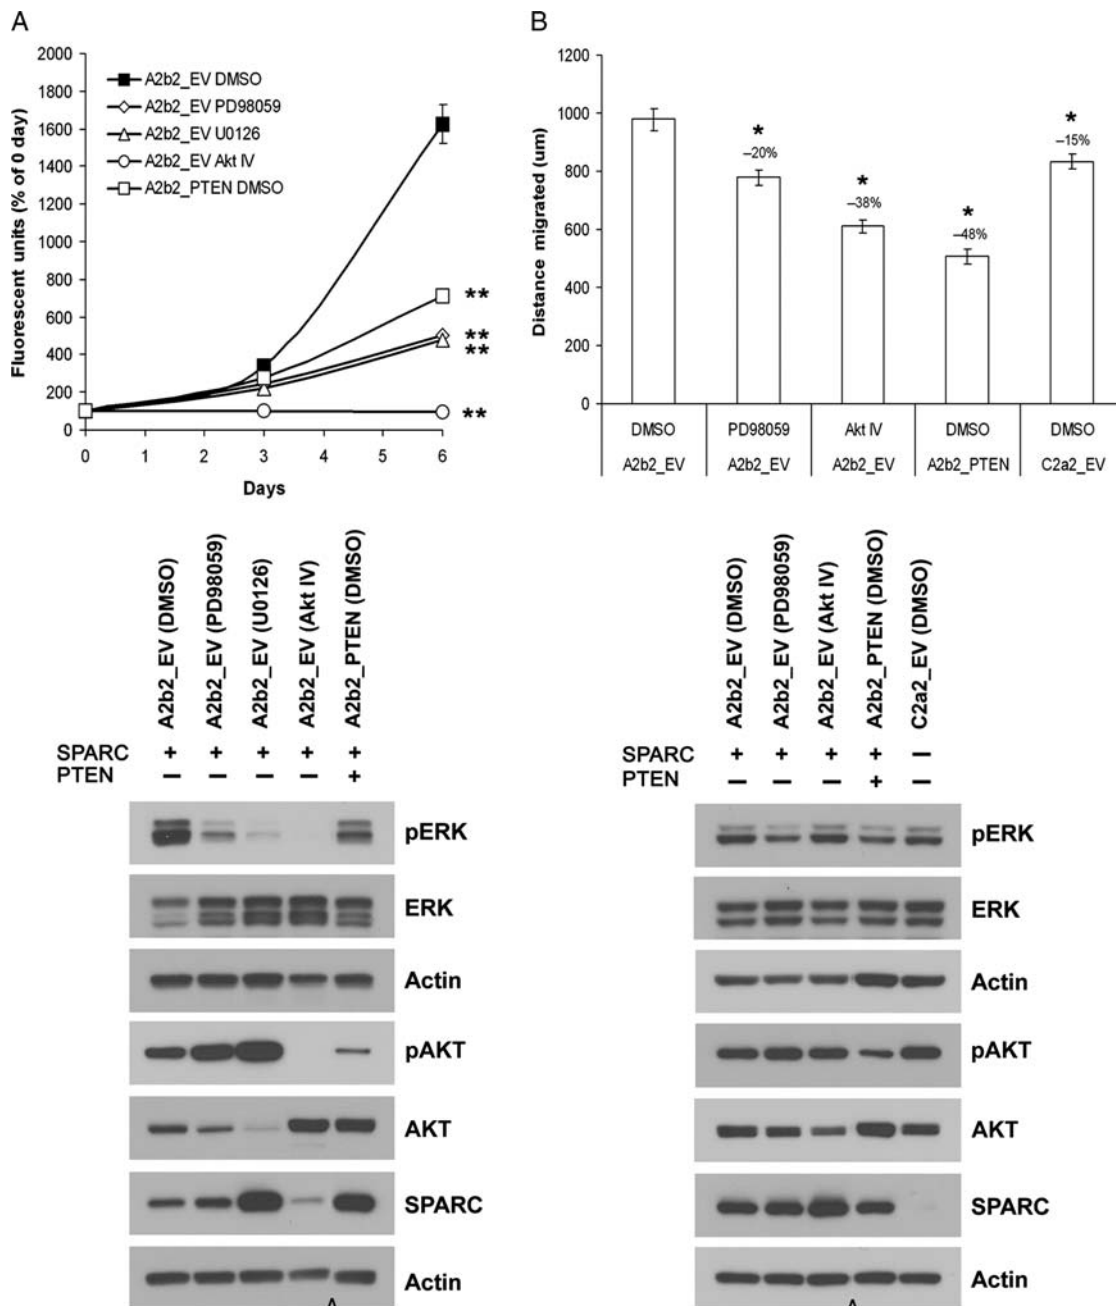 A
Fluorescent units (% of 0 day)
2000
1800
1600
1400
1200
1000
800
600
400
200
0
A2b2_EV DMSO
A2b2_EV PD98059
A2b2_EV U0126
A2b2_EV Akt IV
A2b2_PTEN DMSO
**
**
**
**
0 1 2 3 4 5 6
Days
B
Distance migrated (um)
1200
1000
800
600
400
200
0
*
–20%
*
–38%
*
–48%
*
–15%
DMSO PD98059 Akt IV DMSO DMSO
A2b2_EV A2b2_EV A2b2_EV A2b2_PTEN C2a2_EV
A2b2_EV (DMSO)
A2b2_EV (PD98059)
A2b2_EV (U0126)
A2b2_EV (Akt IV)
A2b2_PTEN (DMSO)
SPARC + + + + +
PTEN – – – – +
pERK
ERK
Actin
pAKT
AKT
SPARC
Actin
A2b2_EV (DMSO)
A2b2_EV (PD98059)
A2b2_EV (Akt IV)
A2b2_PTEN (DMSO)
C2a2_EV (DMSO)
SPARC + + + + –
PTEN – – – + –
pERK
ERK
Actin
pAKT
AKT
SPARC
Actin